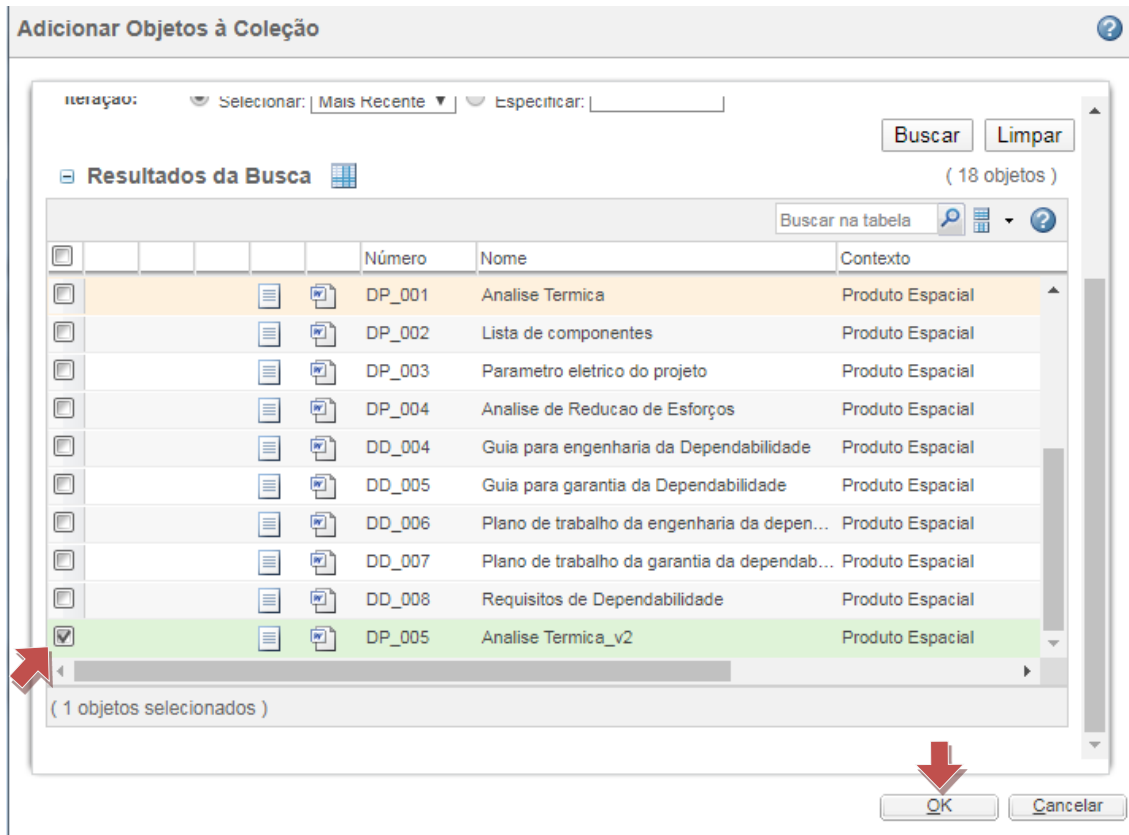 Adicionar Objetos à Coleção
Iteração: Selecionar: Mais Recente Especificar:
Buscar Limpar
Resultados da Busca ( 18 objetos )
Buscar na tabela
Número Nome Contexto
DP_001 Analise Termica Produto Espacial
DP_002 Lista de componentes Produto Espacial
DP_003 Parametro eletrico do projeto Produto Espacial
DP_004 Analise de Reducao de Esforços Produto Espacial
DD_004 Guia para engenharia da Dependabilidade Produto Espacial
DD_005 Guia para garantia da Dependabilidade Produto Espacial
DD_006 Plano de trabalho da engenharia da depen... Produto Espacial
DD_007 Plano de trabalho da garantia da dependab... Produto Espacial
DD_008 Requisitos de Dependabilidade Produto Espacial
DP_005 Analise Termica_v2 Produto Espacial
( 1 objetos selecionados )
OK Cancelar